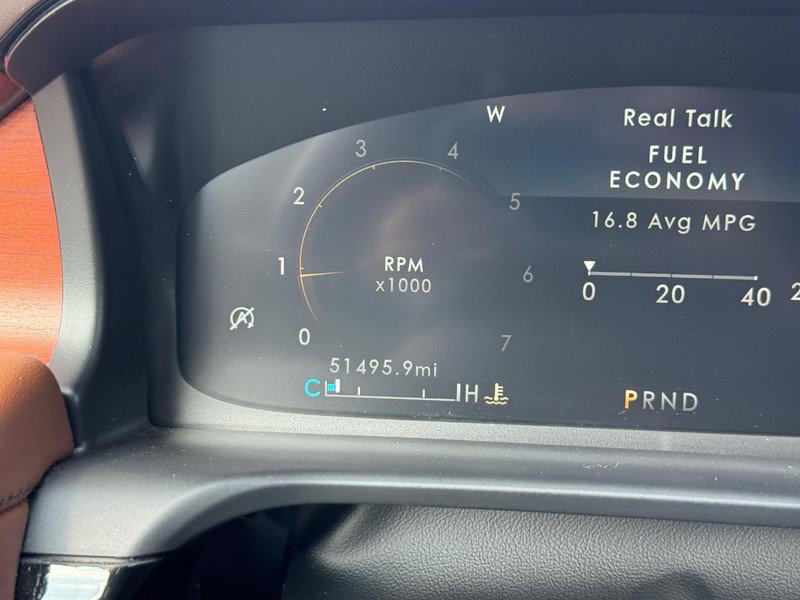 W
Real Talk
FUEL
ECONOMY
16.8 Avg MPG
0 20 40
0 1 2 3 4 5 6 7
RPM
x1000
51495.9mi
C H
PRND